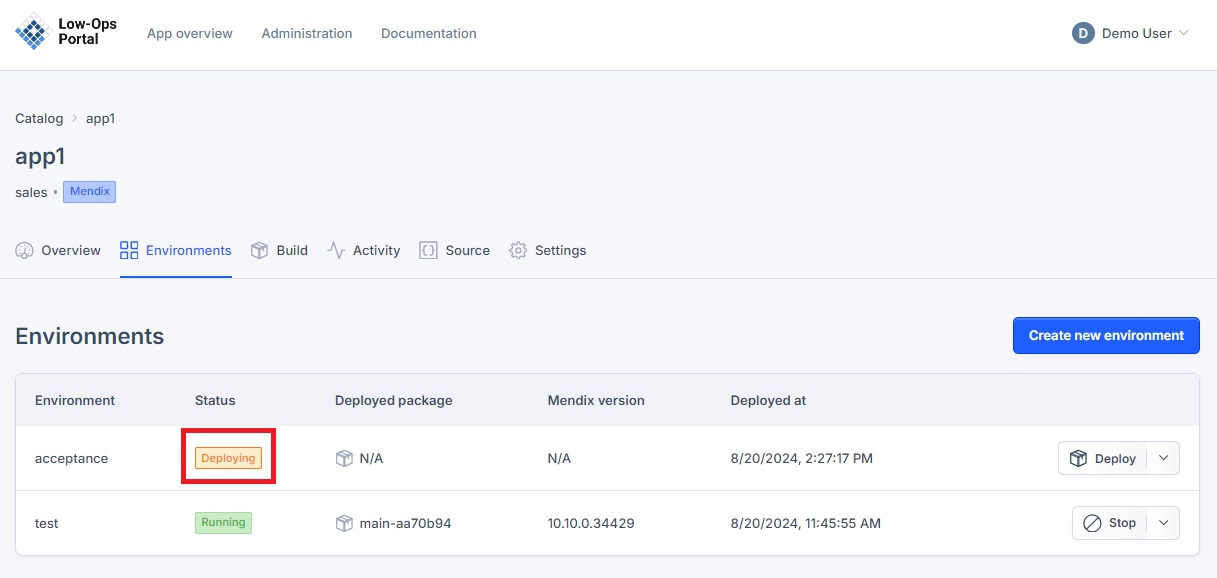 Low-Ops
Portal
App overview Administration Documentation
D Demo User
Catalog > app1
app1
sales • Mendix
Overview Environments Build Activity Source Settings
Environments
Create new environment
Environment Status Deployed package Mendix version Deployed at
acceptance Deploying N/A N/A 8/20/2024, 2:27:17 PM Deploy
test Running main-aa70b94 10.10.0.34429 8/20/2024, 11:45:55 AM Stop